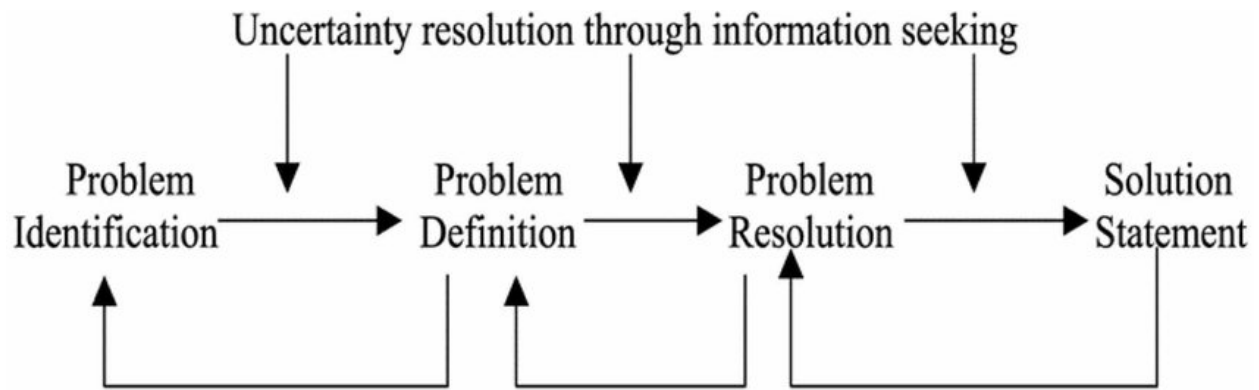 Uncertainty resolution through information seeking
Problem
Identification
Problem
Definition
Problem
Resolution
Solution
Statement